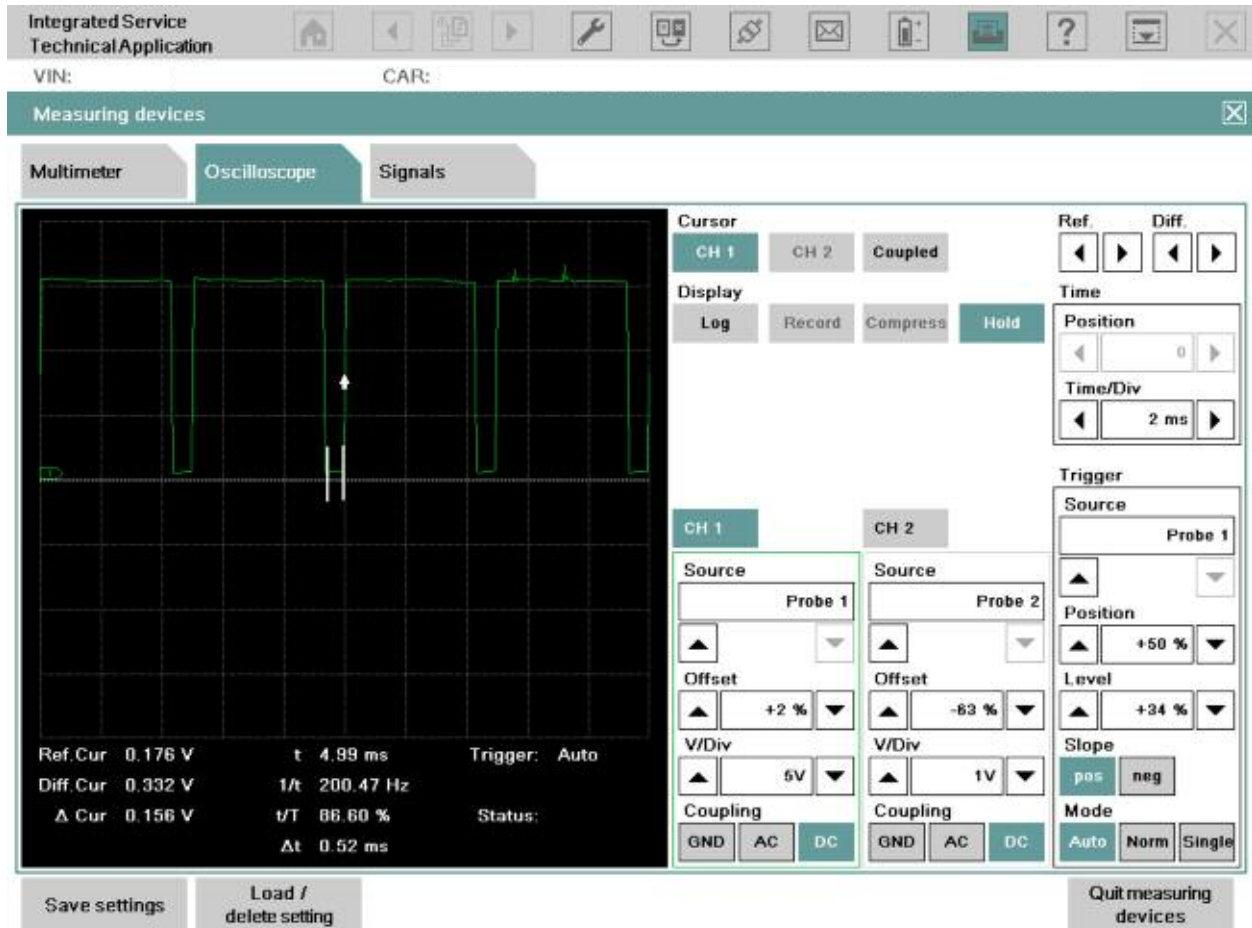 Integrated Service
Technical Application
?
VIN:
CAR:
Measuring devices
Multimeter
Oscilloscope
Signals
Cursor
CH 1
CH 2
Coupled
Display
Log
Record
Compress
Hold
Ref.
Diff.
Time
Position
0
Time/Div
2 ms
Trigger
Source
Probe 1
Position
+50 %
Level
+34 %
Slope
pos
neg
Mode
Auto
Norm
Single
CH 1
Source
Probe 1
Offset
+2 %
V/Div
5V
Coupling
GND
AC
DC
CH 2
Source
Probe 2
Offset
-63 %
V/Div
1V
Coupling
GND
AC
DC
Ref.Cur 0.176 V
Diff.Cur 0.332 V
Δ Cur 0.156 V
t 4.99 ms
1/t 200.47 Hz
t/T 86.60 %
Δt 0.52 ms
Trigger: Auto
Status:
Save settings
Load /
delete setting
Quit measuring
devices